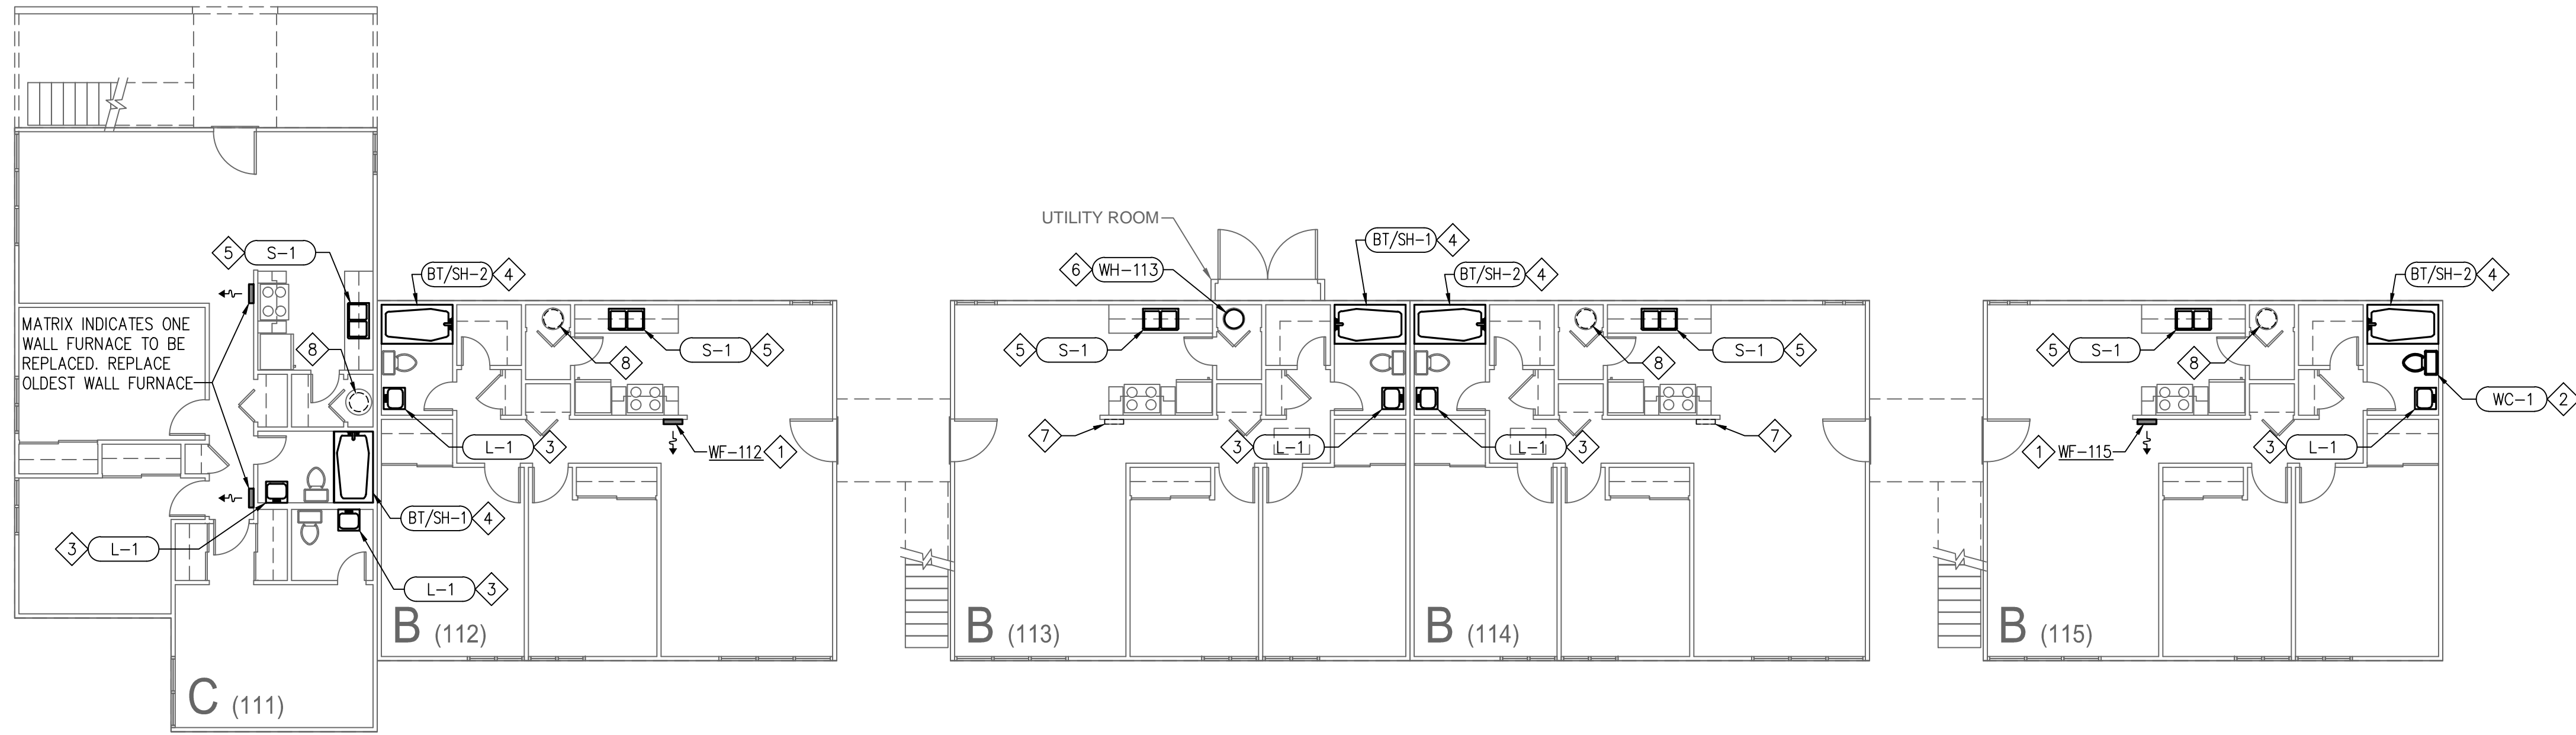 5 S-1
MATRIX INDICATES ONE
WALL FURNACE TO BE
REPLACED. REPLACE
OLDEST WALL FURNACE
8
BT/SH-1 4
3 L-1
L-1 3
C (111)
BT/SH-2 4
8
S-1 5
L-1 3
WF-112 1
B (112)
UTILITY ROOM
6 WH-113
BT/SH-1 4
5 S-1
7
3 L-1
B (113)
BT/SH-2 4
8
S-1 5
L-1 3
7
B (114)
BT/SH-2 4
5 S-1
8
WC-1 2
1 WF-115
3 L-1
B (115)